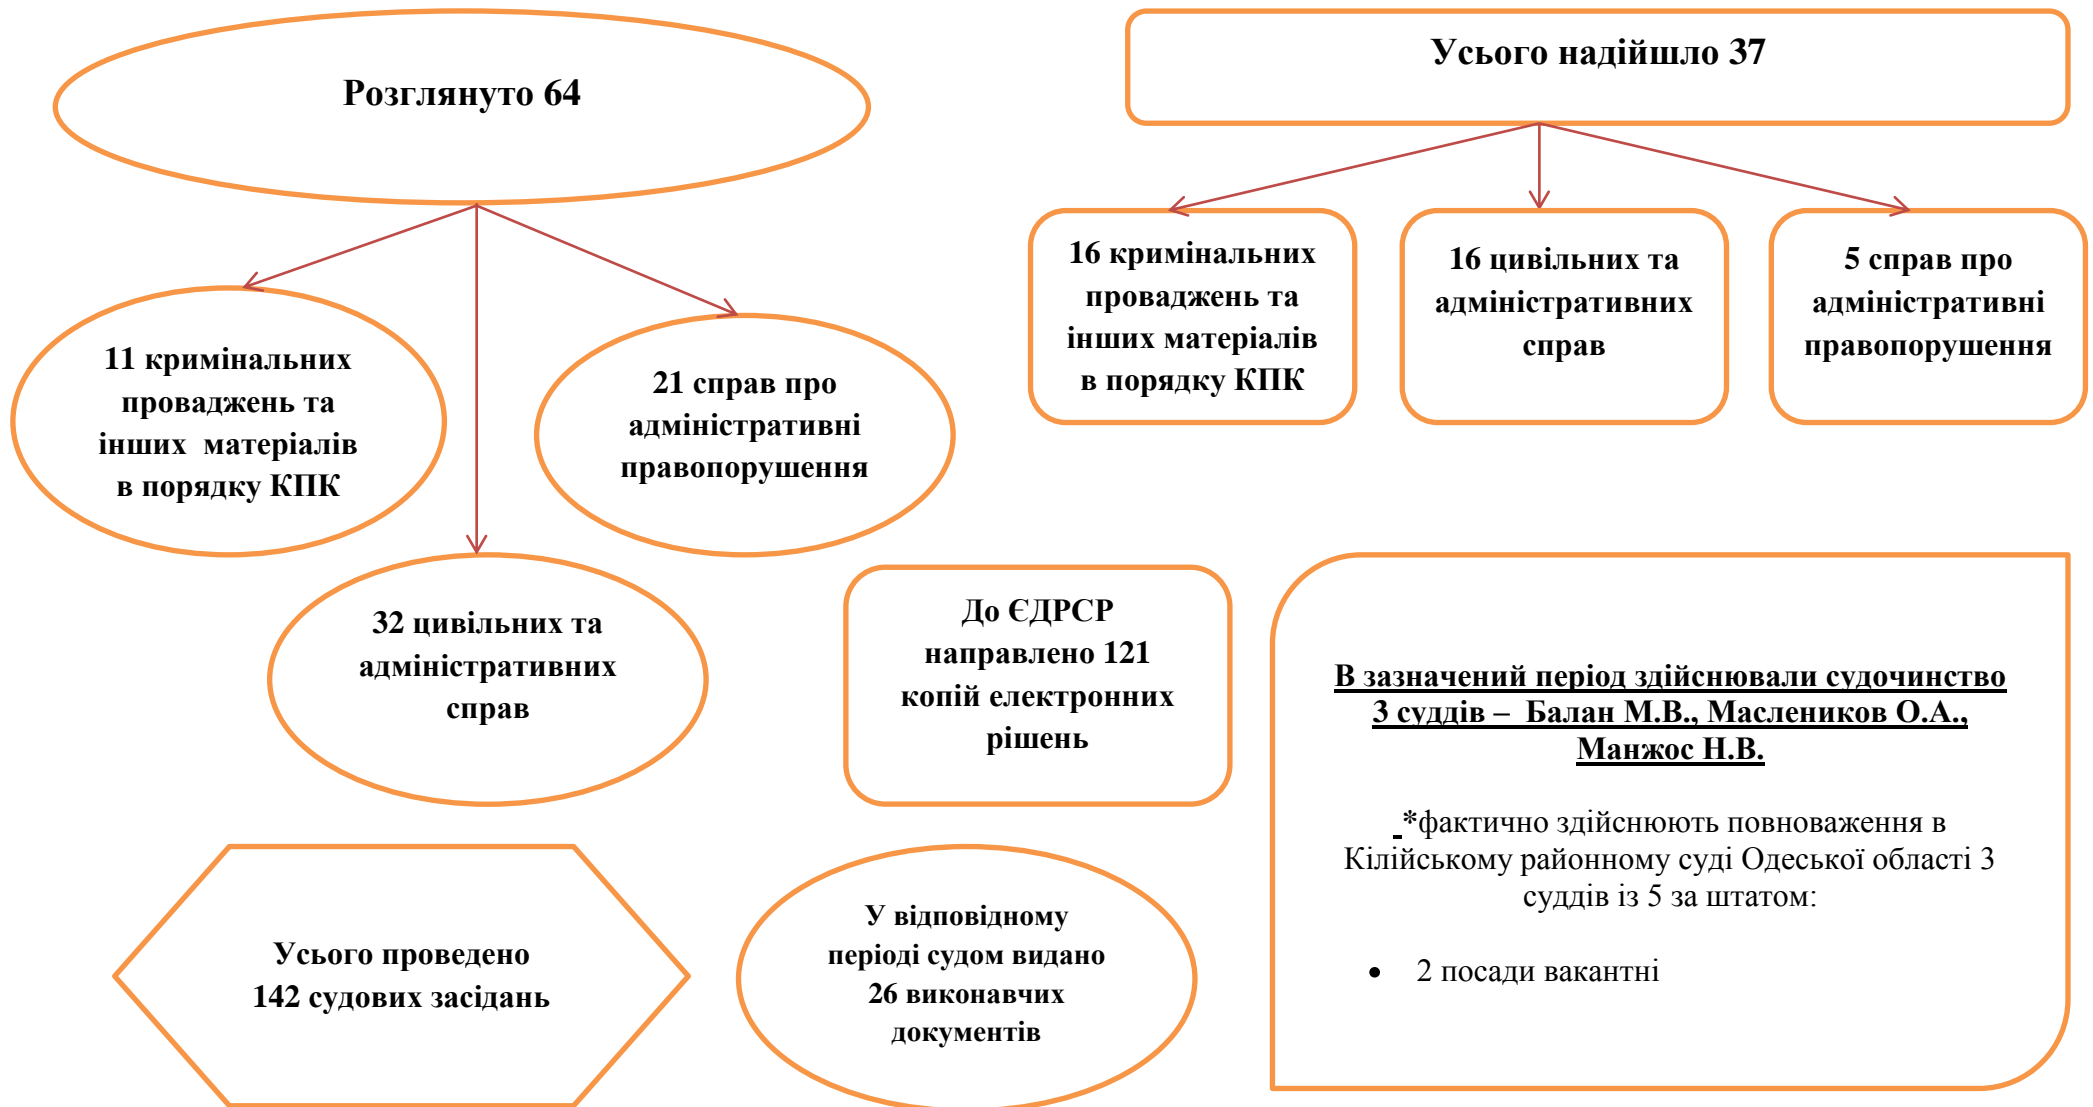 Розглянуто 64
Усього надійшло 37
16 кримінальних
проваджень та
інших матеріалів
в порядку КПК
16 цивільних та
адміністративних
справ
5 справ про
адміністративні
правопорушення
11 кримінальних
проваджень та
інших матеріалів
в порядку КПК
21 справ про
адміністративні
правопорушення
32 цивільних та
адміністративних
справ
До ЄДРСР
направлено 121
копій електронних
рішень
В зазначений період здійснювали судочинство
3 суддів – Балан М.В., Маслеников О.А.,
Манжос Н.В.
*фактично здійснюють повноваження в
Кілійському районному суді Одеської області 3
суддів із 5 за штатом:
• 2 посади вакантні
Усього проведено
142 судових засідань
У відповідному
періоді судом видано
26 виконавчих
документів